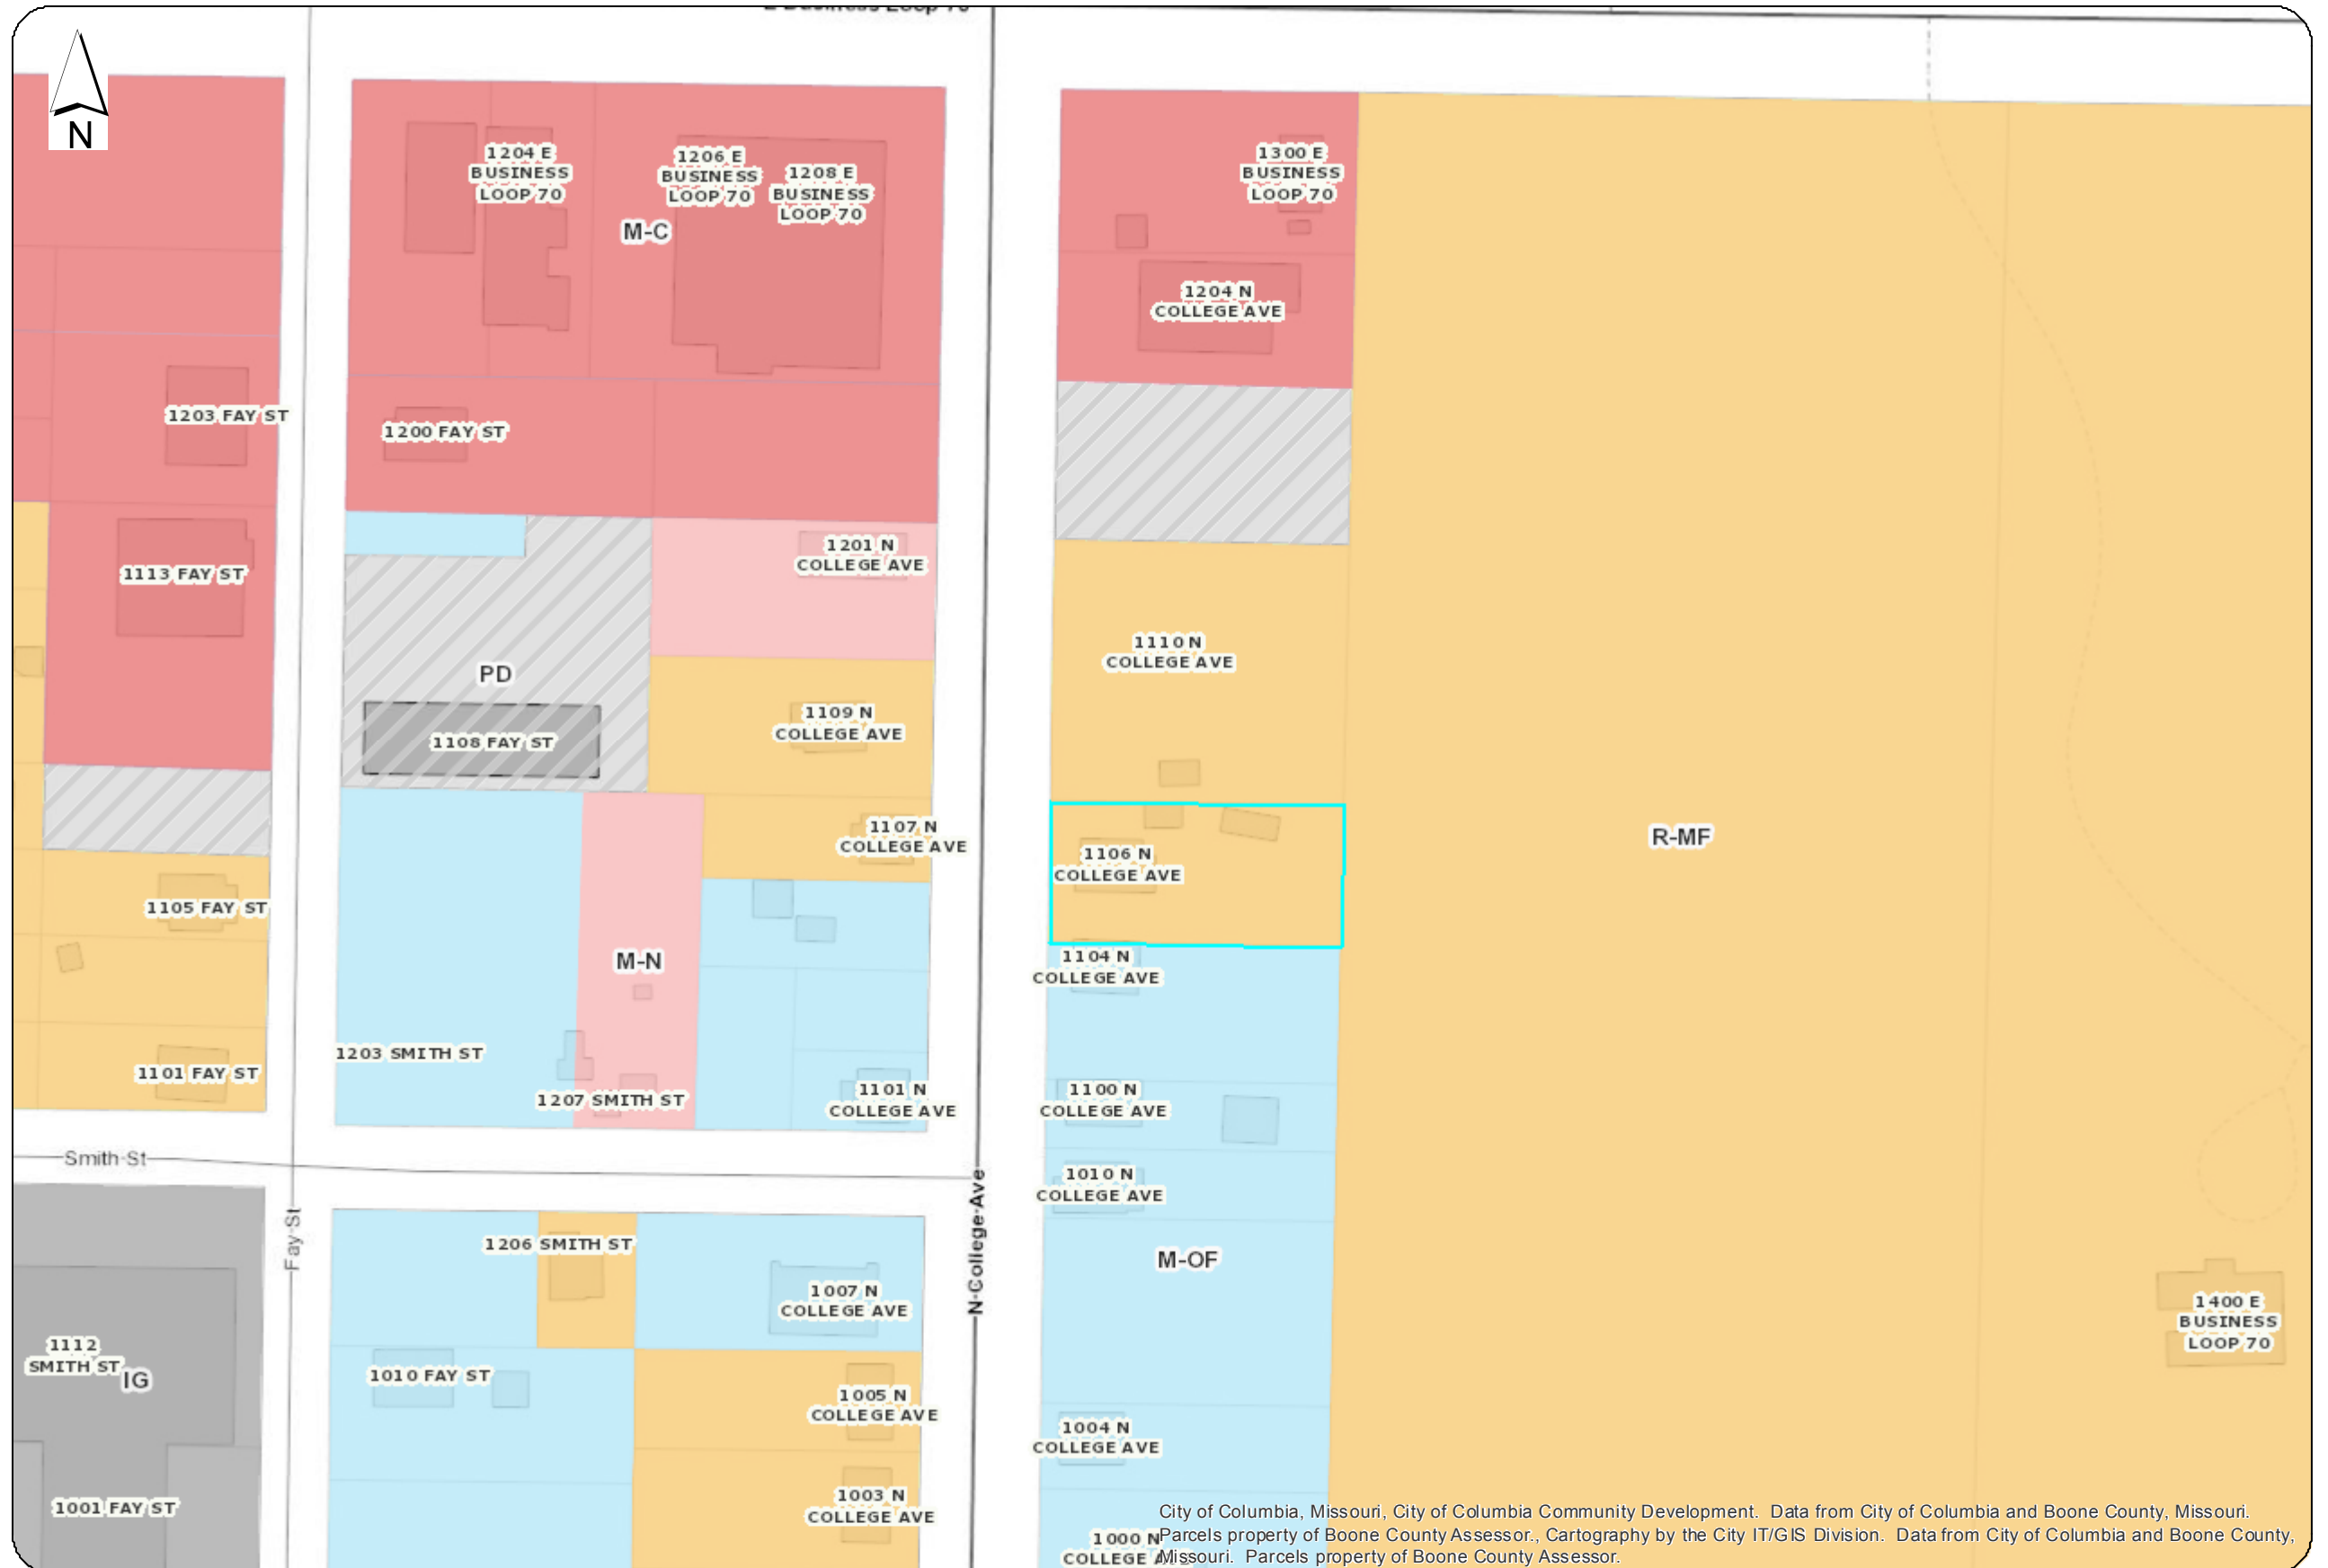 E Business Loop 70
N
1204 E
BUSINESS
LOOP 70
1206 E
BUSINESS
LOOP 70
1208 E
BUSINESS
LOOP 70
1300 E
BUSINESS
LOOP 70
M-C
1204 N
COLLEGE AVE
1203 FAY ST
1200 FAY ST
1201 N
COLLEGE AVE
1113 FAY ST
1110 N
COLLEGE AVE
PD
1109 N
COLLEGE AVE
1108 FAY ST
1107 N
COLLEGE AVE
R-MF
1106 N
COLLEGE AVE
1105 FAY ST
M-N
1104 N
COLLEGE AVE
1203 SMITH ST
1101 FAY ST
1207 SMITH ST
1101 N
COLLEGE AVE
1100 N
COLLEGE AVE
Smith St
1010 N
COLLEGE AVE
Fay St
N College Ave
1206 SMITH ST
M-OF
1007 N
COLLEGE AVE
1400 E
BUSINESS
LOOP 70
1112
SMITH ST
IG
1010 FAY ST
1005 N
COLLEGE AVE
1004 N
COLLEGE AVE
1003 N
COLLEGE AVE
1001 FAY ST
1000 N
COLLEGE
City of Columbia, Missouri, City of Columbia Community Development. Data from City of Columbia and Boone County, Missouri.
Parcels property of Boone County Assessor., Cartography by the City IT/GIS Division. Data from City of Columbia and Boone County,
Missouri. Parcels property of Boone County Assessor.